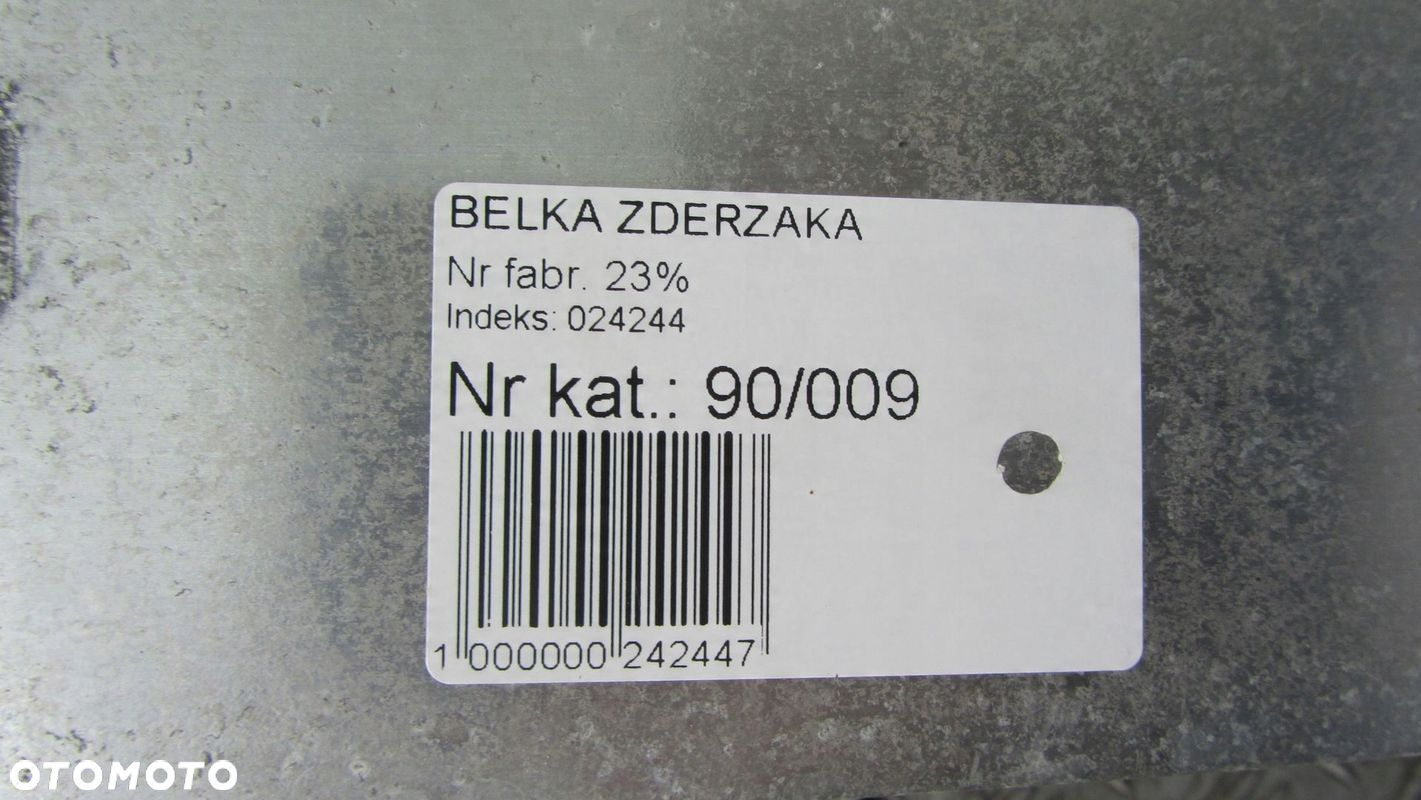 BELKA ZDERZAKA
Nr fabr. 23%
Indeks: 024244
Nr kat.: 90/009
1 000000 242447
OTOMOTO